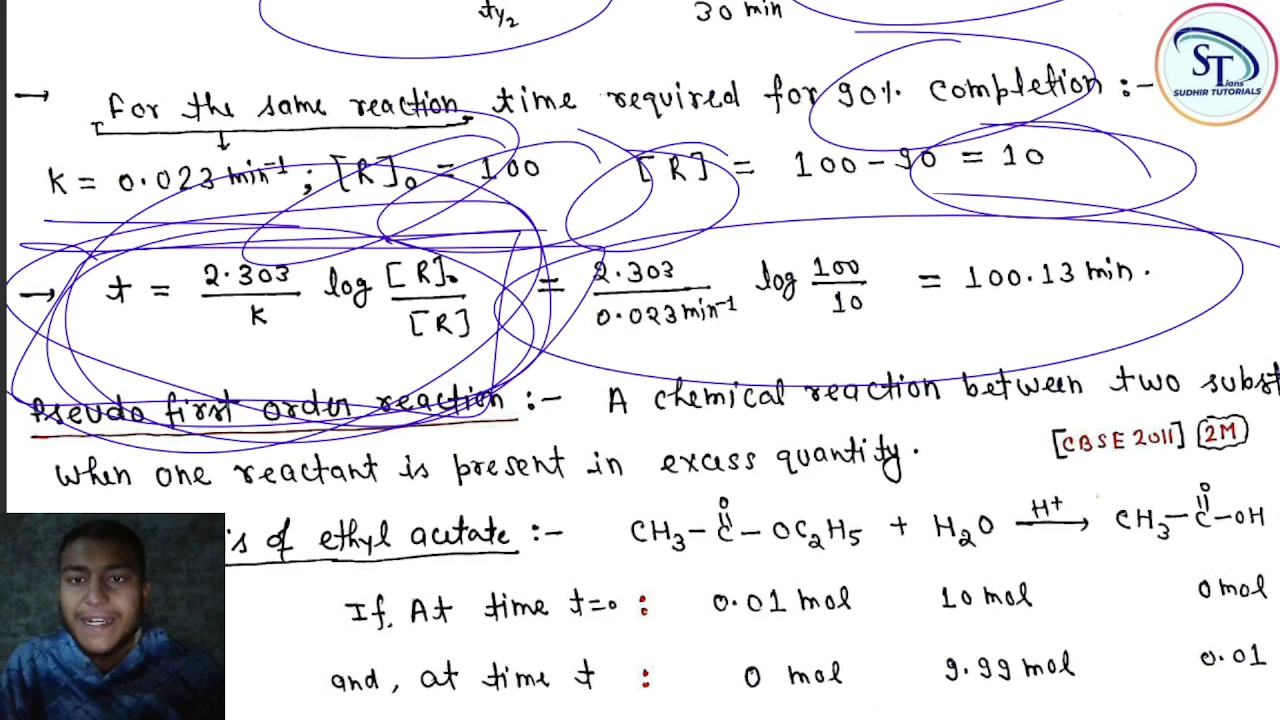 t½ 30 min
ST ians
SUDHIR TUTORIALS
→ For the same reaction, time required for 90% completion :-
K = 0.023 min⁻¹ ; [R]₀ = 100 [R] = 100 - 90 = 10
→ t = 2.303/K log [R]₀/[R] = 2.303/0.023 min⁻¹ log 100/10 = 100.13 min.
Pseudo first order reaction :- A chemical reaction between two subst
When one reactant is present in excess quantity. [CBSE 2011] 2M
is of ethyl acetate :- CH₃-C(=O)-OC₂H₅ + H₂O —H⁺→ CH₃-C(=O)-OH
If. At time t=0 : 0.01 mol 10 mol 0 mol
and, at time t : 0 mol 9.99 mol 0.01